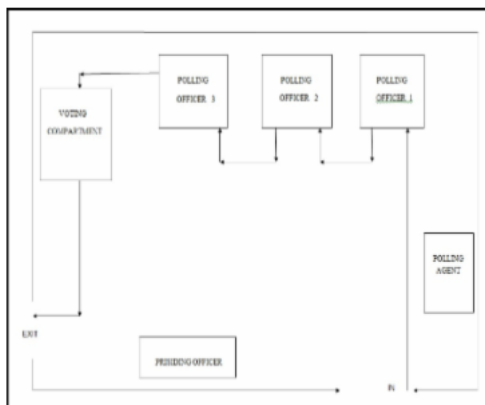 POLLING
OFFICER 3
POLLING
OFFICER 2
POLLING
OFFICER 1
VOTING
COMPARTMENT
POLLING
AGENT
EXIT
PRESIDING OFFICER
IN